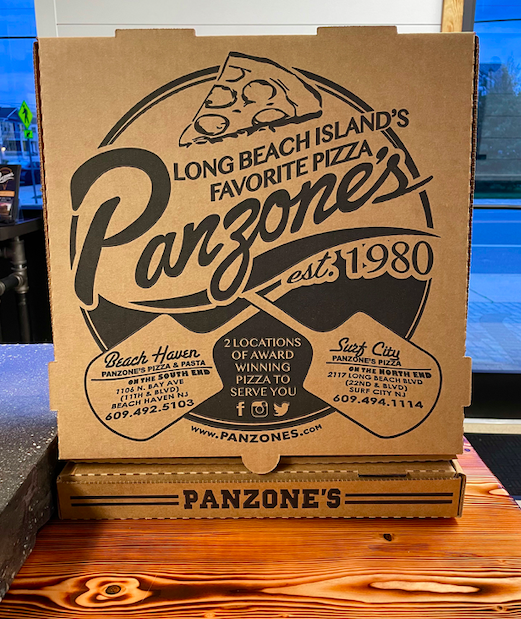 LONG BEACH ISLAND'S
FAVORITE PIZZA
Panzone's
est. 1980
Beach Haven
PANZONE'S PIZZA & PASTA
ON THE SOUTH END
1106 N. BAY AVE
(11TH & BLVD)
BEACH HAVEN NJ
609.492.5103
2 LOCATIONS
OF AWARD
WINNING
PIZZA TO
SERVE YOU
Surf City
PANZONE'S PIZZA
ON THE NORTH END
2117 LONG BEACH BLVD
(22ND & BLVD)
SURF CITY NJ
609.494.1114
www.PANZONES.com
PANZONE'S